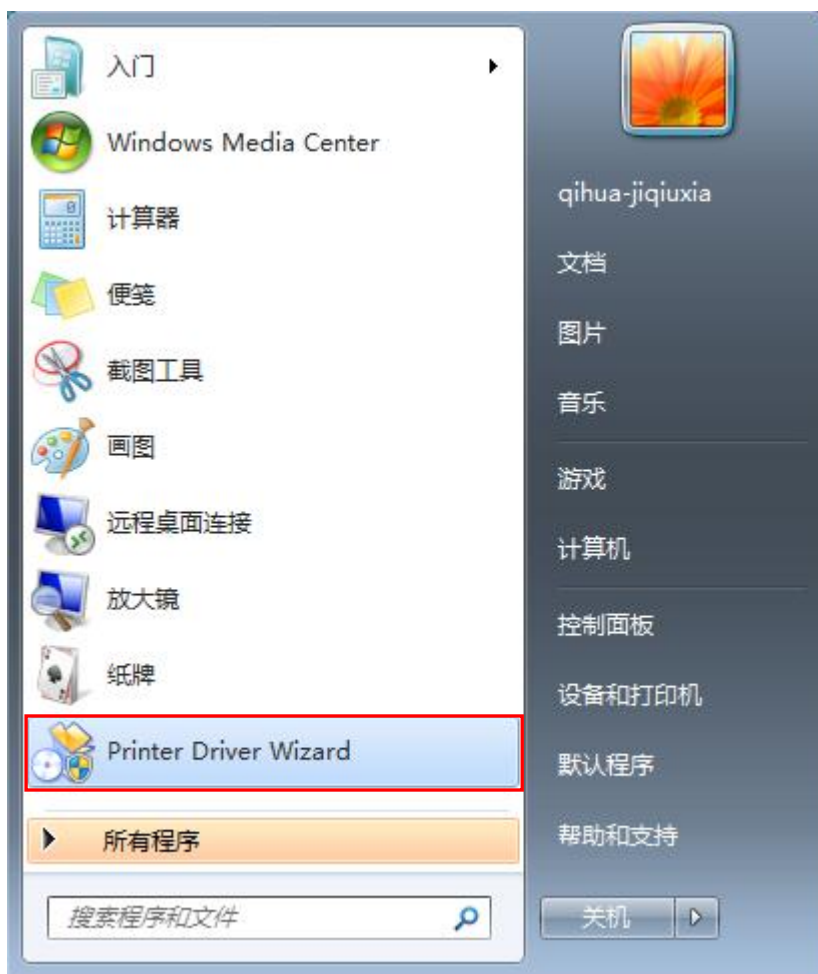 入门
Windows Media Center
计算器
便笺
截图工具
画图
远程桌面连接
放大镜
纸牌
Printer Driver Wizard
所有程序
搜索程序和文件
qihua-jiqiuxia
文档
图片
音乐
游戏
计算机
控制面板
设备和打印机
默认程序
帮助和支持
关机